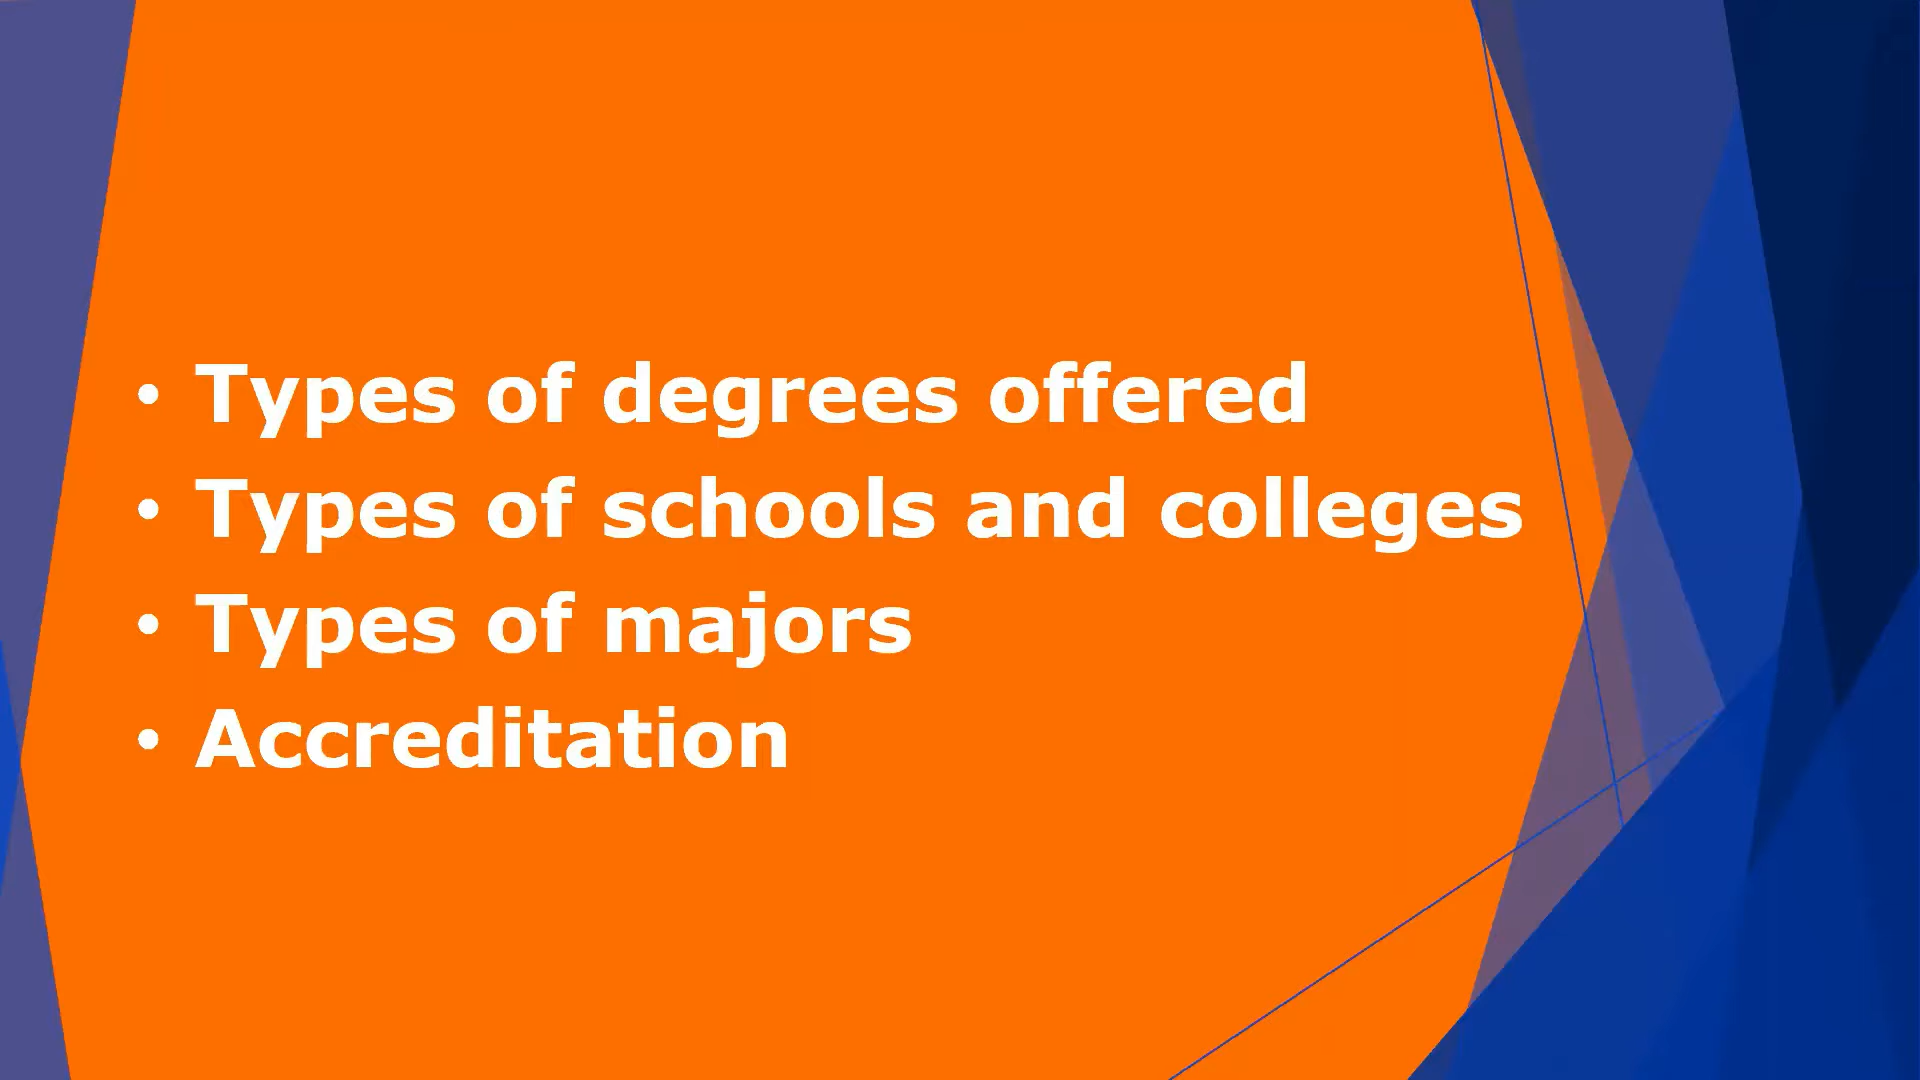 • Types of degrees offered
• Types of schools and colleges
• Types of majors
• Accreditation